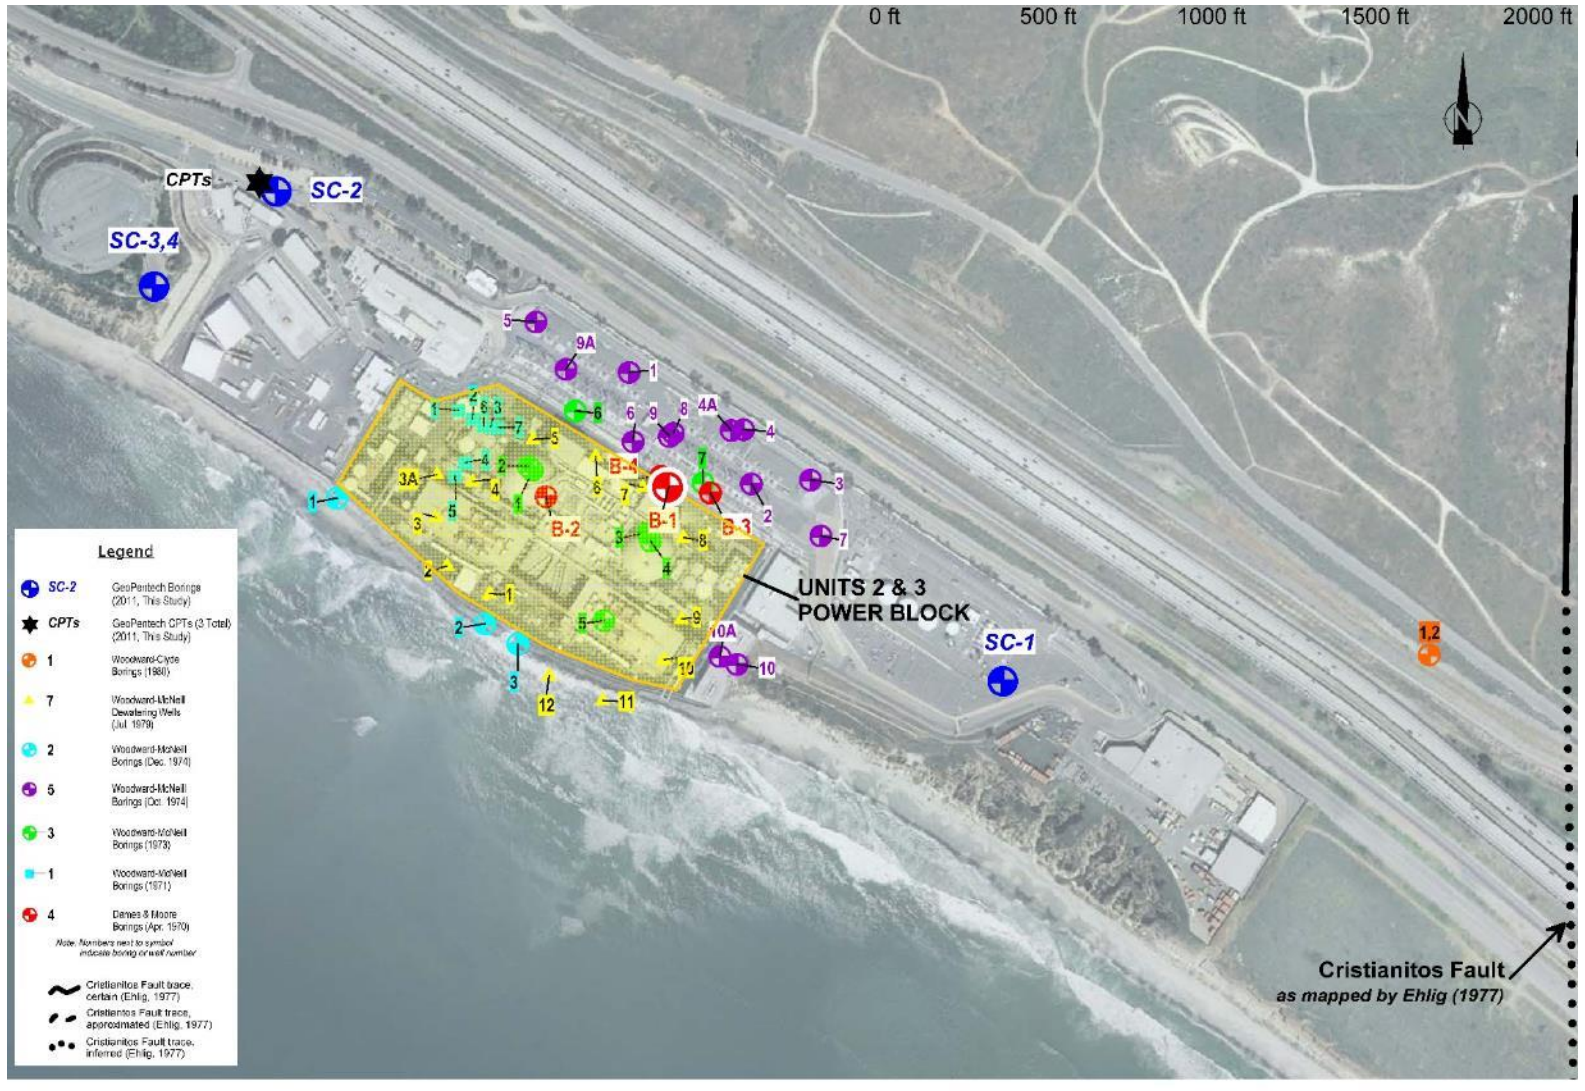 0 ft 500 ft 1000 ft 1500 ft 2000 ft
N
CPTs
SC-2
SC-3,4
5
9A
1
2
1 6 3
7
6
6 9 8 4A 4
5
4
2
3A
4
5
1
B-4
6
7
7
3
1
B-2
B-1
B-3
2
3
3
8
7
4
2
1
UNITS 2 & 3
POWER BLOCK
2
5
9
10A
SC-1
1,2
3
10
10
12
11
Legend
SC-2 GeoPentech Borings
(2011, This Study)
CPTs GeoPentech CPTs (3 Total)
(2011, This Study)
1 Woodward-Clyde
Borings (1980)
7 Woodward-McNeill
Dewatering Wells
(Jul. 1979)
2 Woodward-McNeill
Borings (Dec. 1974)
5 Woodward-McNeill
Borings (Oct. 1974)
3 Woodward-McNeill
Borings (1973)
1 Woodward-McNeill
Borings (1971)
4 Dames & Moore
Borings (Apr. 1970)
Note: Numbers next to symbol
indicate boring or well number
Cristianitos Fault trace,
certain (Ehlig, 1977)
Cristianitos Fault trace,
approximated (Ehlig, 1977)
Cristianitos Fault trace,
inferred (Ehlig, 1977)
Cristianitos Fault
as mapped by Ehlig (1977)